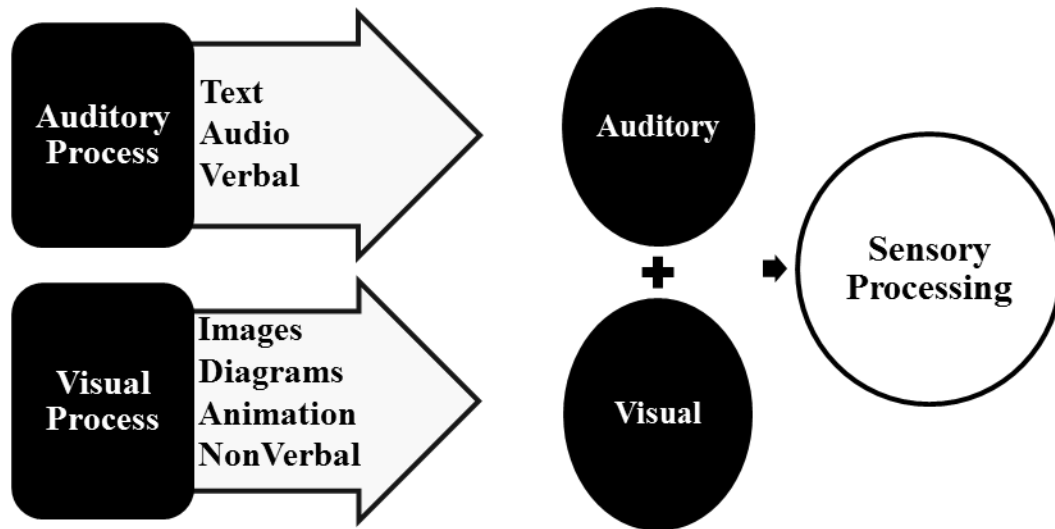 Auditory
Process
Text
Audio
Verbal
Visual
Process
Images
Diagrams
Animation
NonVerbal
Auditory
Visual
Sensory
Processing